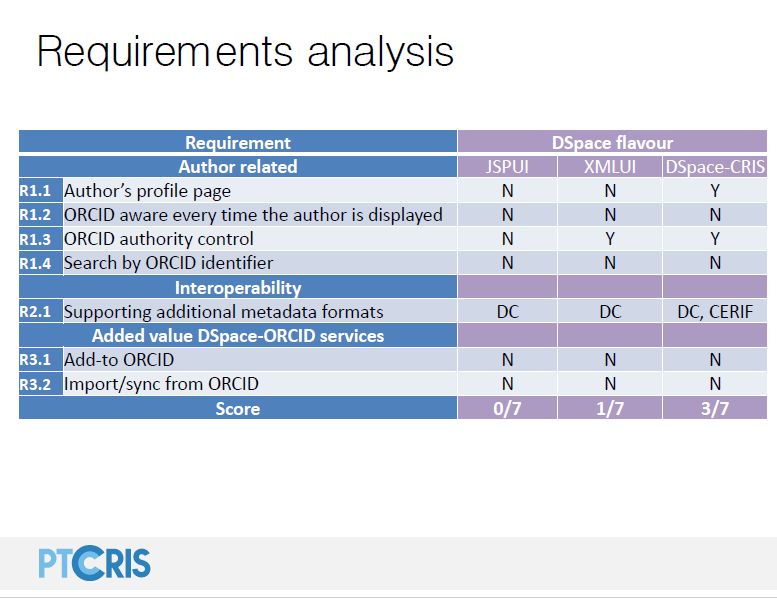 Requirements analysis
Requirement DSpace flavour
Author related JSPUI XMLUI DSpace-CRIS
R1.1 Author's profile page N N Y
R1.2 ORCID aware every time the author is displayed N N N
R1.3 ORCID authority control N Y Y
R1.4 Search by ORCID identifier N N N
Interoperability
R2.1 Supporting additional metadata formats DC DC DC, CERIF
Added value DSpace-ORCID services
R3.1 Add-to ORCID N N N
R3.2 Import/sync from ORCID N N N
Score 0/7 1/7 3/7
PTCRIS